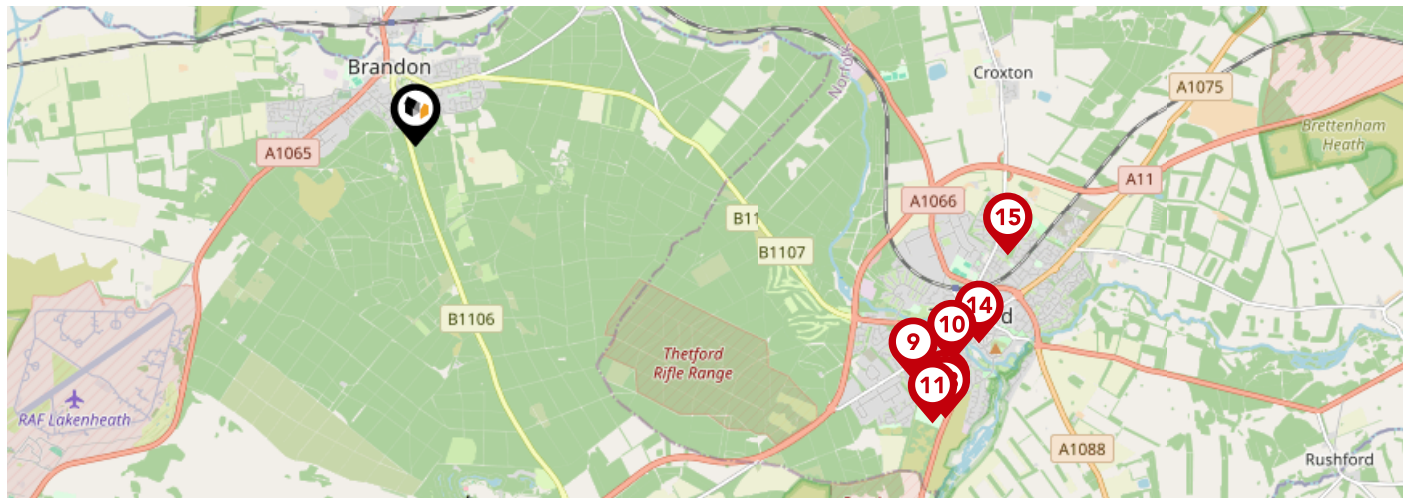 Brandon
Norfolk
Croxton
A1075
Brettenham
Heath
A1065
A11
A1066
15
B11
B1107
14
10
B1106
9
Thetford
Rifle Range
11
RAF Lakenheath
A1088
Rushford